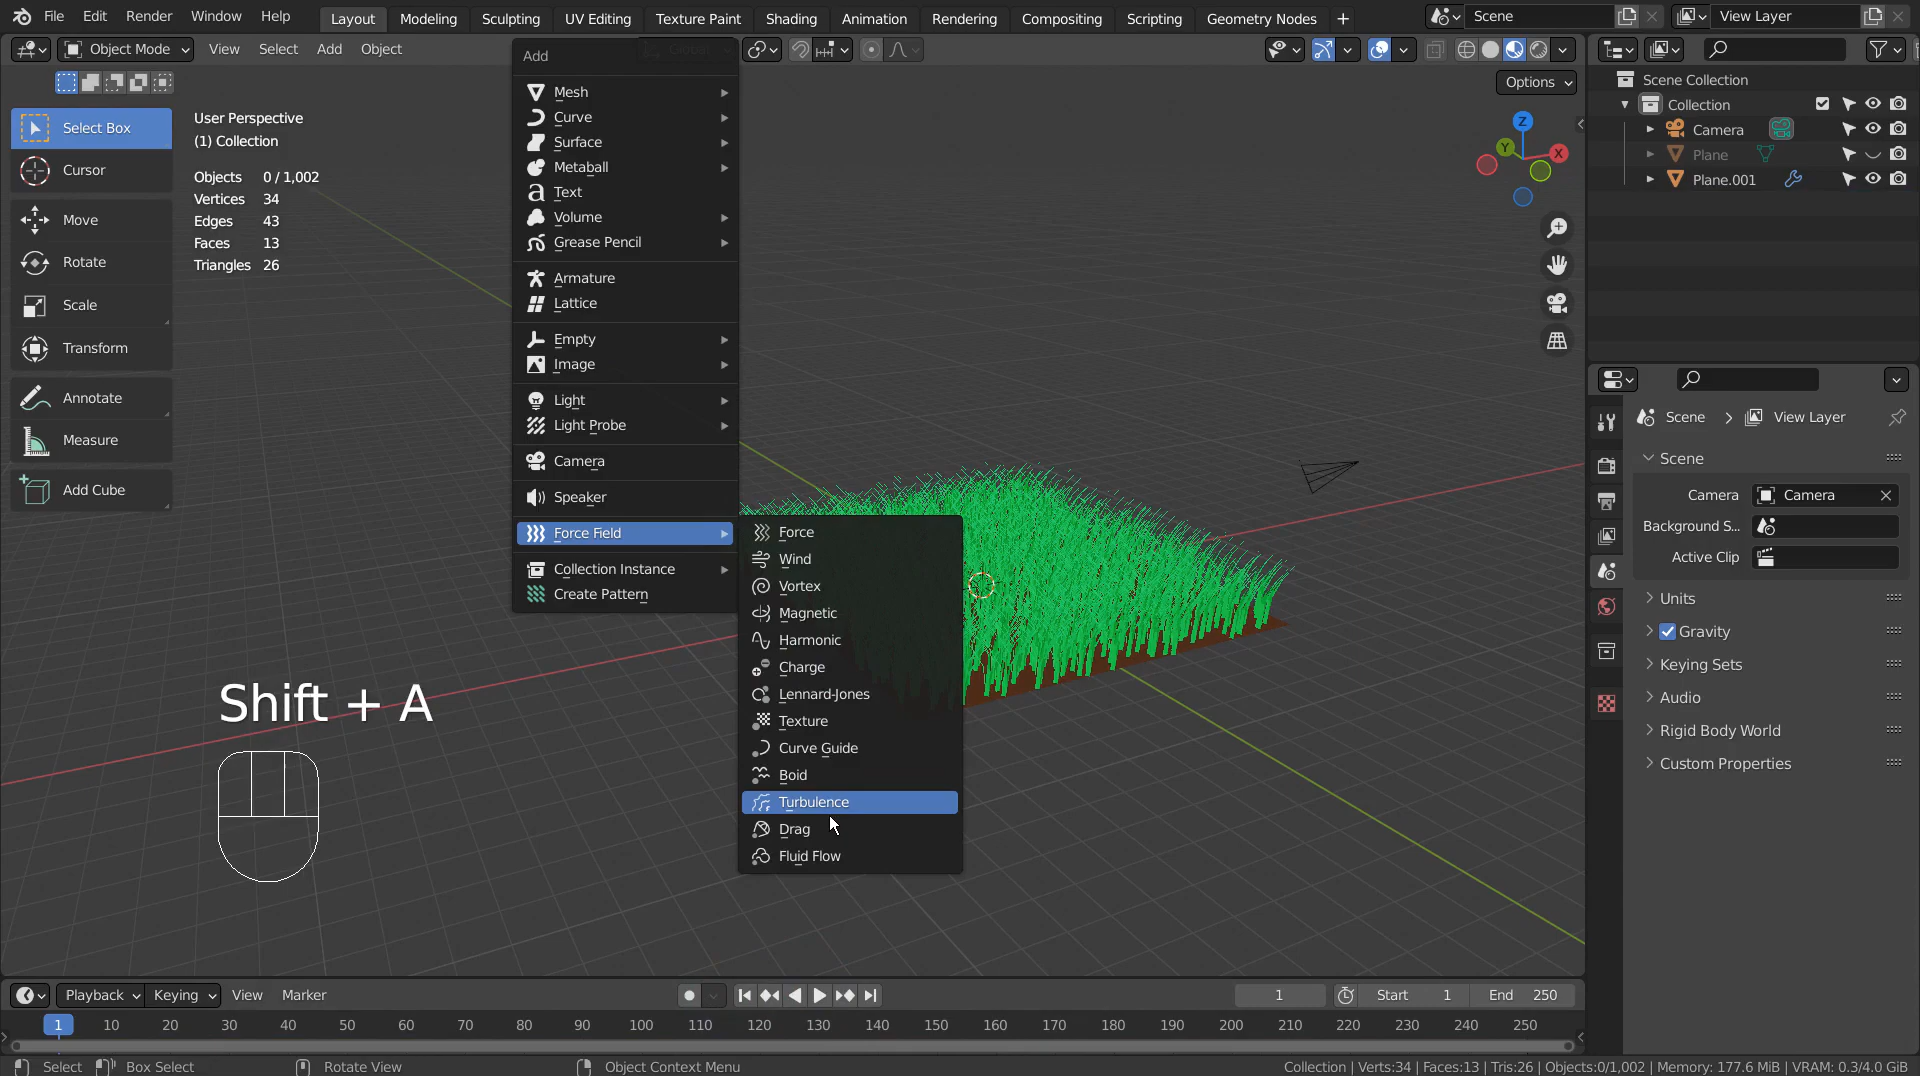 File Edit Render Window Help
Layout Modeling Sculpting UV Editing Texture Paint Shading Animation Rendering Compositing Scripting Geometry Nodes +
Scene
View Layer
Object Mode View Select Add Object
Options
Select Box
Cursor
Move
Rotate
Scale
Transform
Annotate
Measure
Add Cube
User Perspective
(1) Collection
Objects 0 / 1,002
Vertices 34
Edges 43
Faces 13
Triangles 26
Add
Mesh
Curve
Surface
Metaball
Text
Volume
Grease Pencil
Armature
Lattice
Empty
Image
Light
Light Probe
Camera
Speaker
Force Field
Collection Instance
Create Pattern
Force
Wind
Vortex
Magnetic
Harmonic
Charge
Lennard-Jones
Texture
Curve Guide
Boid
Turbulence
Drag
Fluid Flow
Shift + A
Z
Y
X
Scene Collection
Collection
Camera
Plane
Plane.001
Scene > View Layer
Scene
Camera Camera
Background S...
Active Clip
Units
Gravity
Keying Sets
Audio
Rigid Body World
Custom Properties
Playback Keying View Marker
1 Start 1 End 250
1 10 20 30 40 50 60 70 80 90 100 110 120 130 140 150 160 170 180 190 200 210 220 230 240 250
Select Box Select Rotate View Object Context Menu
Collection | Verts:34 | Faces:13 | Tris:26 | Objects:0/1,002 | Memory: 177.6 MiB | VRAM: 0.3/4.0 GiB